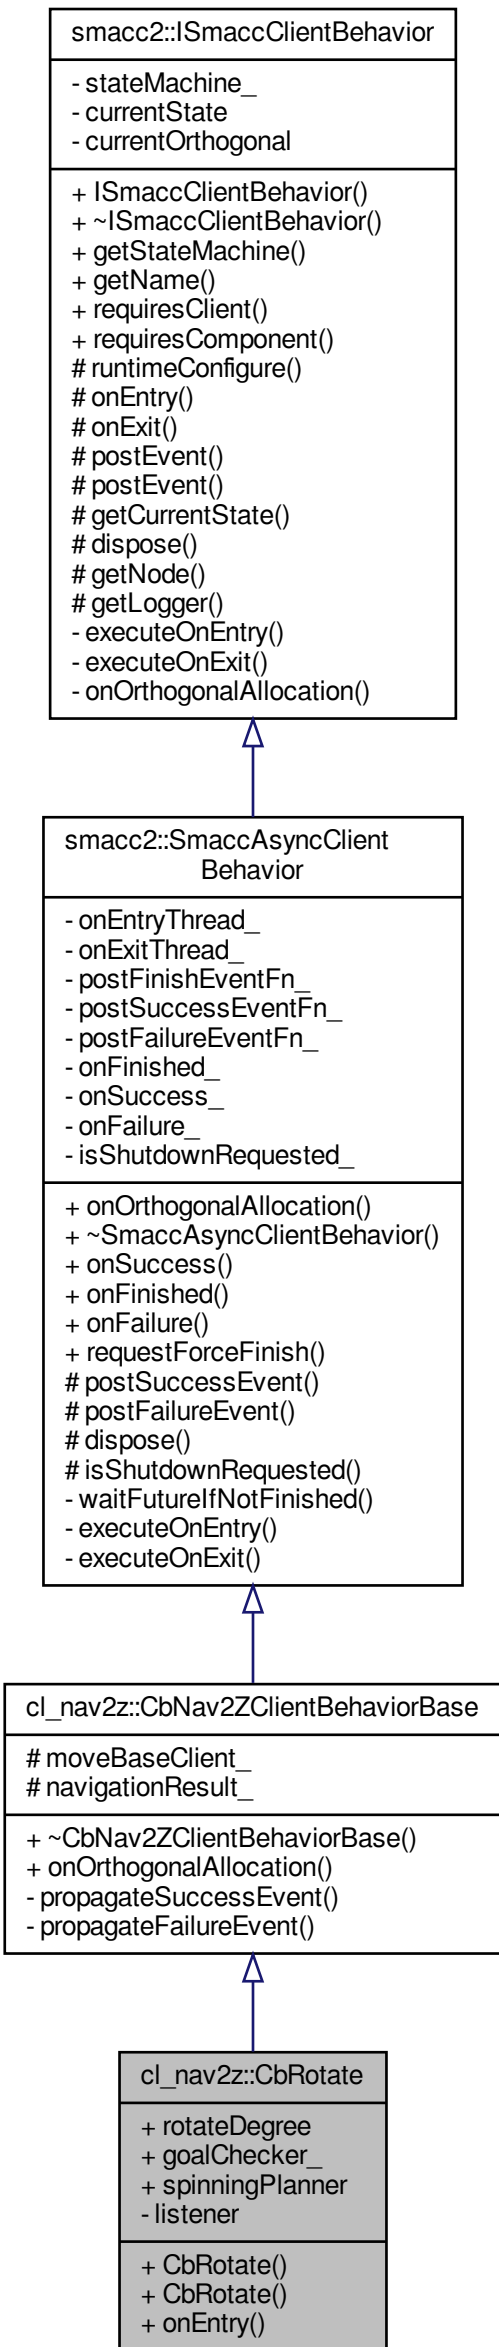 smacc2::ISmaccClientBehavior
- stateMachine_
- currentState
- currentOrthogonal
+ ISmaccClientBehavior()
+ ~ISmaccClientBehavior()
+ getStateMachine()
+ getName()
+ requiresClient()
+ requiresComponent()
# runtimeConfigure()
# onEntry()
# onExit()
# postEvent()
# postEvent()
# getCurrentState()
# dispose()
# getNode()
# getLogger()
- executeOnEntry()
- executeOnExit()
- onOrthogonalAllocation()
smacc2::SmaccAsyncClient
Behavior
- onEntryThread_
- onExitThread_
- postFinishEventFn_
- postSuccessEventFn_
- postFailureEventFn_
- onFinished_
- onSuccess_
- onFailure_
- isShutdownRequested_
+ onOrthogonalAllocation()
+ ~SmaccAsyncClientBehavior()
+ onSuccess()
+ onFinished()
+ onFailure()
+ requestForceFinish()
# postSuccessEvent()
# postFailureEvent()
# dispose()
# isShutdownRequested()
- waitFutureIfNotFinished()
- executeOnEntry()
- executeOnExit()
cl_nav2z::CbNav2ZClientBehaviorBase
# moveBaseClient_
# navigationResult_
+ ~CbNav2ZClientBehaviorBase()
+ onOrthogonalAllocation()
- propagateSuccessEvent()
- propagateFailureEvent()
cl_nav2z::CbRotate
+ rotateDegree
+ goalChecker_
+ spinningPlanner
- listener
+ CbRotate()
+ CbRotate()
+ onEntry()